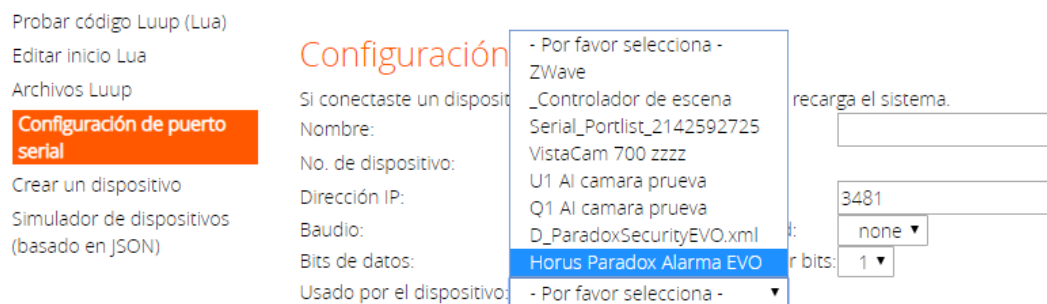 Probar código Luup (Lua)
Editar inicio Lua
Archivos Luup
Configuración de puerto
serial
Crear un dispositivo
Simulador de dispositivos
(basado en JSON)
Configuración
Si conectaste un disposit
recarga el sistema.
Nombre:
No. de dispositivo:
Dirección IP:
3481
Baudio:
none
Bits de datos:
r bits:
1
Usado por el dispositivo:
- Por favor selecciona -
- Por favor selecciona -
ZWave
_Controlador de escena
Serial_Portlist_2142592725
VistaCam 700 zzzz
U1 AI camara prueva
Q1 AI camara prueva
D_ParadoxSecurityEVO.xml
Horus Paradox Alarma EVO